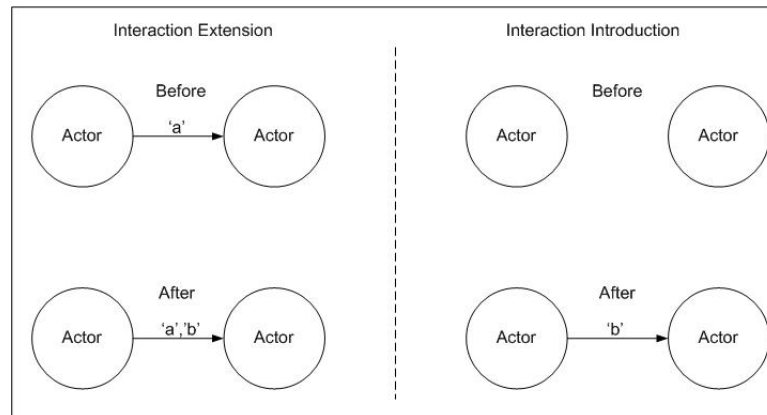 Interaction Extension
Before
Actor
‘a’
Actor
After
Actor
‘a’,’b’
Actor
Interaction Introduction
Before
Actor
Actor
After
Actor
‘b’
Actor